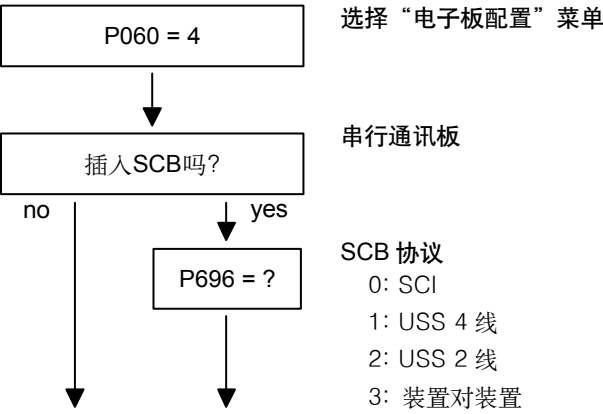 P060 = 4
选择“电子板配置”菜单
串行通讯板
插入SCB吗?
no
yes
P696 = ?
SCB 协议
0: SCI
1: USS 4 线
2: USS 2 线
3: 装置对装置